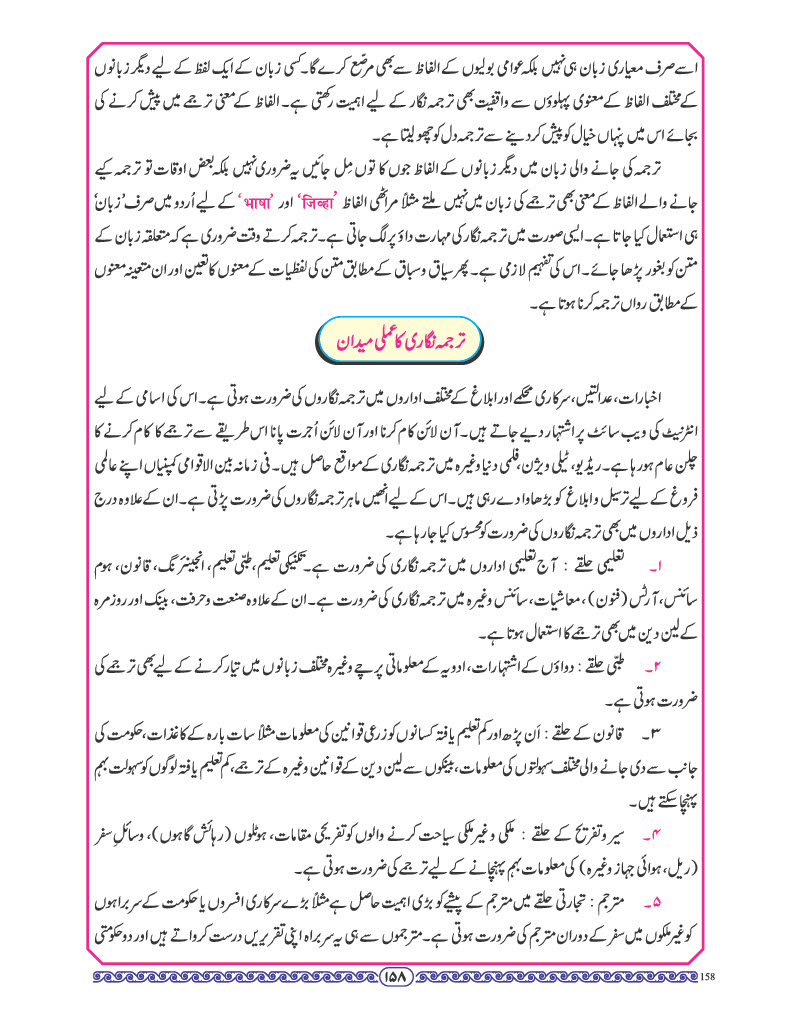 اسے صرف معیاری زبان ہی نہیں بلکہ عوامی بولیوں کے الفاظ سے بھی مرصّع کرے گا۔ کسی زبان کے ایک لفظ کے لیے دیگر زبانوں
کے مختلف الفاظ کے معنوی پہلوؤں سے واقفیت بھی ترجمہ نگار کے لیے اہمیت رکھتی ہے۔ الفاظ کے معنی ترجمے میں پیش کرنے کی
بجائے اس میں پنہاں خیال کو پیش کر دینے سے ترجمہ دل کو چھو لیتا ہے۔
ترجمہ کی جانے والی زبان میں دیگر زبانوں کے الفاظ جوں کا توں مل جائیں یہ ضروری نہیں بلکہ بعض اوقات تو ترجمہ کیے
جانے والے الفاظ کے معنی بھی ترجمے کی زبان میں نہیں ملتے مثلاً مراٹھی الفاظ 'जिव्हा' اور 'भाषा' کے لیے اُردو میں صرف 'زبان'
ہی استعمال کیا جاتا ہے۔ ایسی صورت میں ترجمہ نگار کی مہارت داؤ پر لگ جاتی ہے۔ ترجمہ کرتے وقت ضروری ہے کہ متعلقہ زبان کے
متن کو بغور پڑھا جائے۔ اس کی تفہیم لازمی ہے۔ پھر سیاق و سباق کے مطابق متن کی لفظیات کے معنوں کا تعین اور ان متعینہ معنوں
کے مطابق رواں ترجمہ کرنا ہوتا ہے۔
ترجمہ نگاری کا عملی میدان
اخبارات، عدالتیں، سرکاری محکمے اور ابلاغ کے مختلف اداروں میں ترجمہ نگاروں کی ضرورت ہوتی ہے۔ اس کی اسامی کے لیے
انٹرنیٹ کی ویب سائٹ پر اشتہار دیے جاتے ہیں۔ آن لائن کام کرنا اور آن لائن اُجرت پانا اس طریقے سے ترجمے کا کام کرنے کا
چلن عام ہو رہا ہے۔ ریڈیو، ٹیلی ویژن، فلمی دنیا وغیرہ میں ترجمہ نگاری کے مواقع حاصل ہیں۔ فی زمانہ بین الاقوامی کمپنیاں اپنے عالمی
فروغ کے لیے ترسیل و ابلاغ کو بڑھاوا دے رہی ہیں۔ اس کے لیے انھیں ماہر ترجمہ نگاروں کی ضرورت پڑتی ہے۔ ان کے علاوہ درج
ذیل اداروں میں بھی ترجمہ نگاروں کی ضرورت کو محسوس کیا جا رہا ہے۔
۱۔ تعلیمی حلقے : آج تعلیمی اداروں میں ترجمہ نگاری کی ضرورت ہے۔ تکنیکی تعلیم، طبّی تعلیم، انجینئرنگ، قانون، ہوم
سائنس، آرٹس (فنون)، معاشیات، سائنس وغیرہ میں ترجمہ نگاری کی ضرورت ہے۔ ان کے علاوہ صنعت و حرفت، بینک اور روزمرہ
کے لین دین میں بھی ترجمے کا استعمال ہوتا ہے۔
۲۔ طبّی حلقے : دواؤں کے اشتہارات، ادویہ کے معلوماتی پرچے وغیرہ مختلف زبانوں میں تیار کرنے کے لیے بھی ترجمے کی
ضرورت ہوتی ہے۔
۳۔ قانون کے حلقے : اَن پڑھ اور کم تعلیم یافتہ کسانوں کو زرعی قوانین کی معلومات مثلاً سات بارہ کے کاغذات، حکومت کی
جانب سے دی جانے والی مختلف سہولتوں کی معلومات، بینکوں سے لین دین کے قوانین وغیرہ کے ترجمے، کم تعلیم یافتہ لوگوں کو سہولت بہم
پہنچا سکتے ہیں۔
۴۔ سیر و تفریح کے حلقے : ملکی و غیر ملکی سیاحت کرنے والوں کو تفریحی مقامات، ہوٹلوں (رہائش گاہوں)، وسائلِ سفر
(ریل، ہوائی جہاز وغیرہ) کی معلومات بہم پہنچانے کے لیے ترجمے کی ضرورت ہوتی ہے۔
۵۔ مترجم : تجارتی حلقے میں مترجم کے پیشے کو بڑی اہمیت حاصل ہے مثلاً بڑے سرکاری افسروں یا حکومت کے سربراہوں
کو غیر ملکوں میں سفر کے دوران مترجم کی ضرورت ہوتی ہے۔ مترجموں سے ہی یہ سربراہ اپنی تقریریں درست کرواتے ہیں اور دو حکومتی
۱۵۸
158